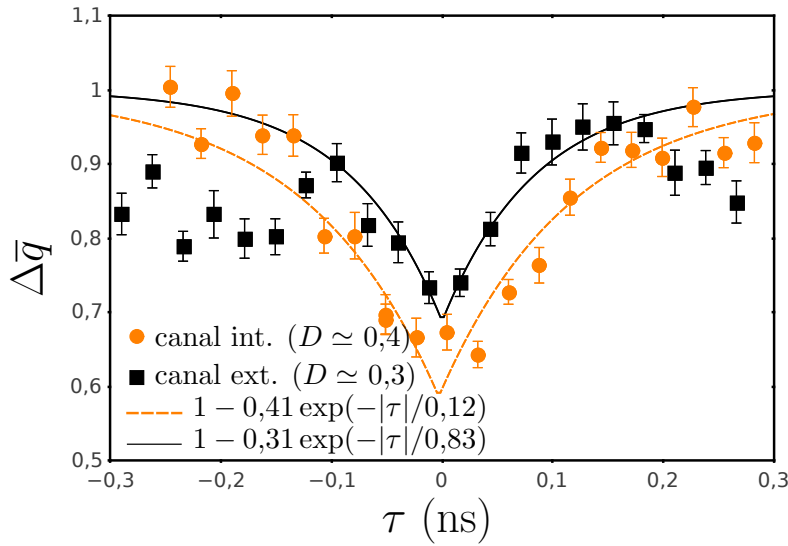 1,1
1
0,9
0,8
0,7
0,6
0,5
Δq̅
canal int. (D ≃ 0,4)
canal ext. (D ≃ 0,3)
1 − 0,41 exp(−|τ|/0,12)
1 − 0,31 exp(−|τ|/0,83)
−0,3 −0,2 −0,1 0 0,1 0,2 0,3
τ (ns)